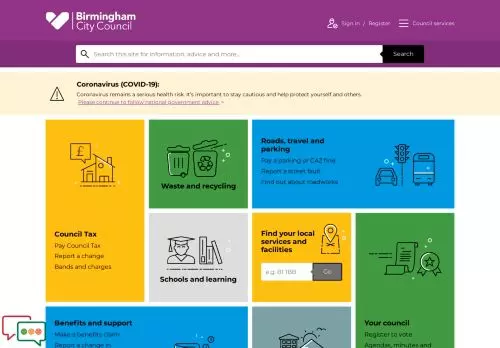 Birmingham
City Council
Sign in / Register
Council services
Search this site for information, advice and more...
Search
Coronavirus (COVID-19):
Coronavirus remains a serious health risk. It's important to stay cautious and help protect yourself and others.
Please continue to follow national government advice >
£
Council Tax
Pay Council Tax
Report a change
Bands and charges
Waste and recycling
Roads, travel and
parking
Pay a parking or CAZ fine
Report a street fault
Find out about roadworks
Schools and learning
Find your local
services and
facilities
e.g. B1 1BB
Go
Your council
Register to vote
Agendas, minutes and
Benefits and support
Make a benefits claim
Report a change in